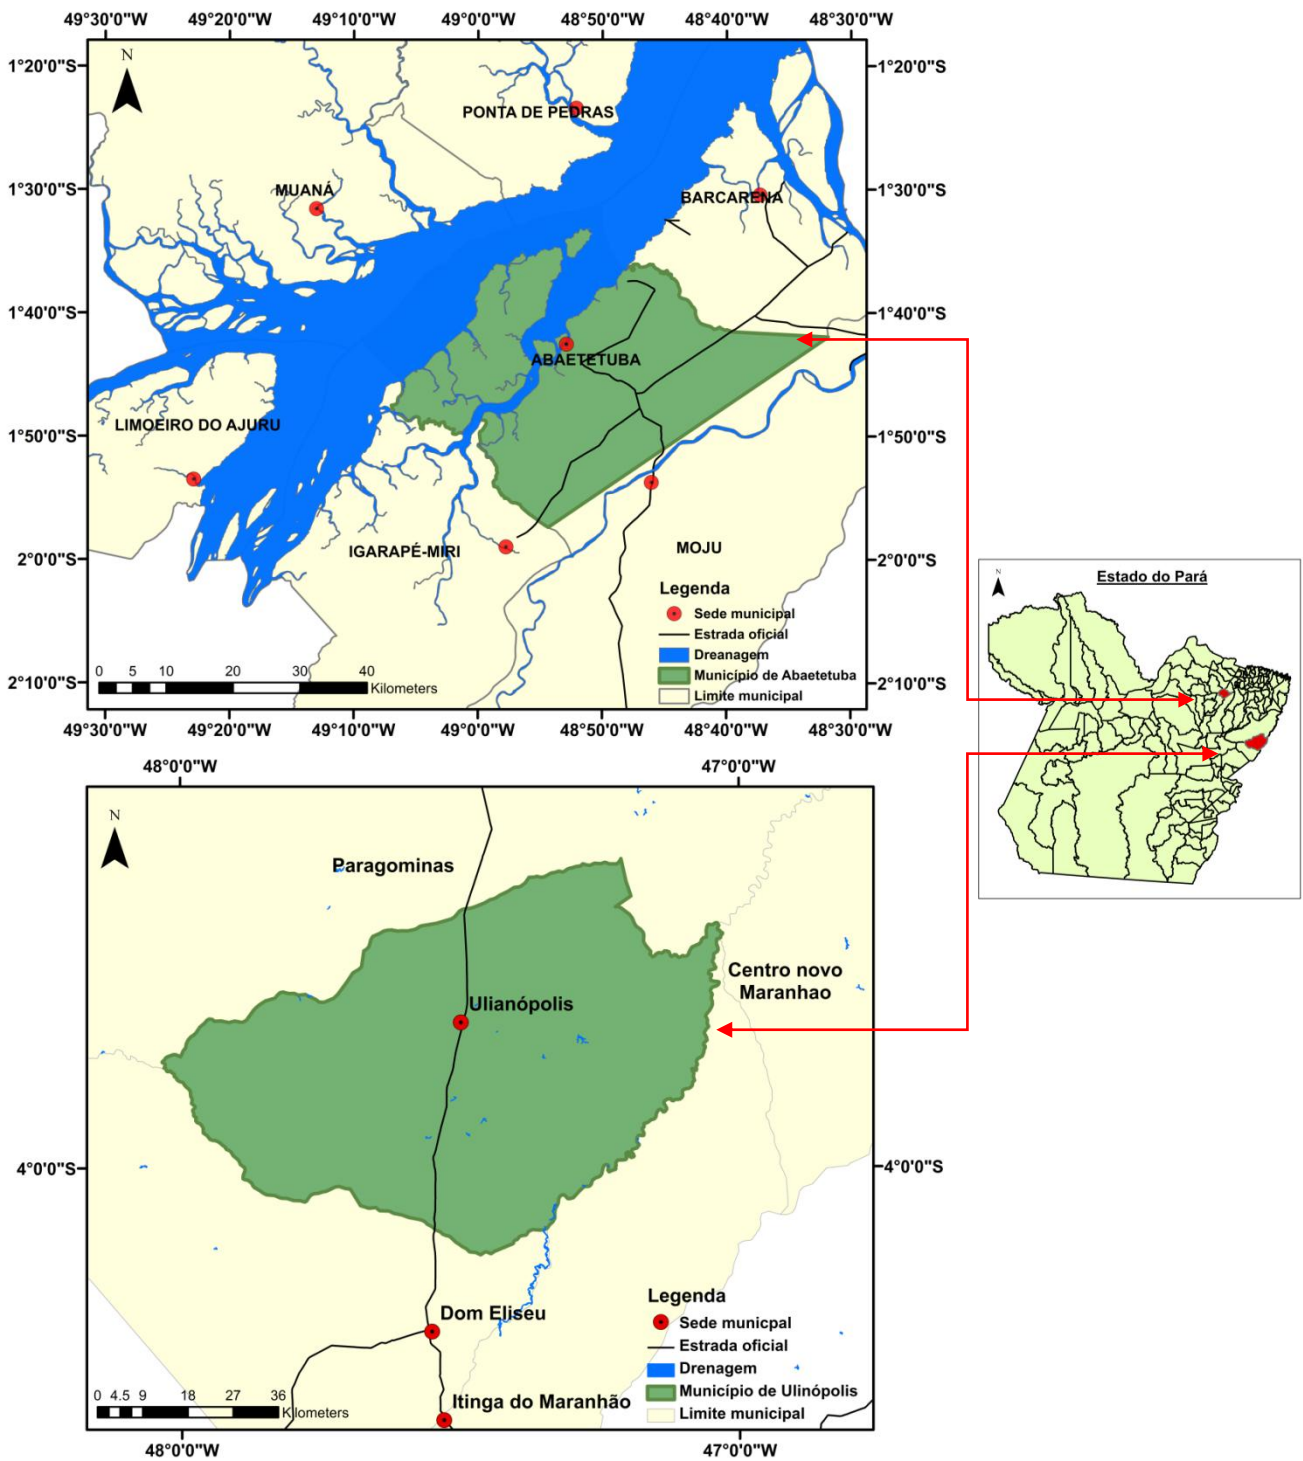 49°30'0"W 49°20'0"W 49°10'0"W 49°0'0"W 48°50'0"W 48°40'0"W 48°30'0"W
N
1°20'0"S 1°20'0"S
PONTA DE PEDRAS
1°30'0"S 1°30'0"S
MUANÁ
BARCARENA
1°40'0"S 1°40'0"S
ABAETETUBA
LIMOEIRO DO AJURU
1°50'0"S 1°50'0"S
IGARAPÉ-MIRI
MOJU
2°0'0"S 2°0'0"S
Legenda
Sede municipal
Estrada oficial
Dreanagem
Município de Abaetetuba
Limite municipal
0 5 10 20 30 40
Kilometers
2°10'0"S 2°10'0"S
49°30'0"W 49°20'0"W 49°10'0"W 49°0'0"W 48°50'0"W 48°40'0"W 48°30'0"W
N
Estado do Pará
48°0'0"W 47°0'0"W
N
Paragominas
Centro novo
Maranhao
Ulianópolis
4°0'0"S 4°0'0"S
Dom Eliseu
Itinga do Maranhão
Legenda
Sede municpal
Estrada oficial
Drenagem
Município de Ulinópolis
Limite municipal
0 4.5 9 18 27 36
Kilometers
48°0'0"W 47°0'0"W